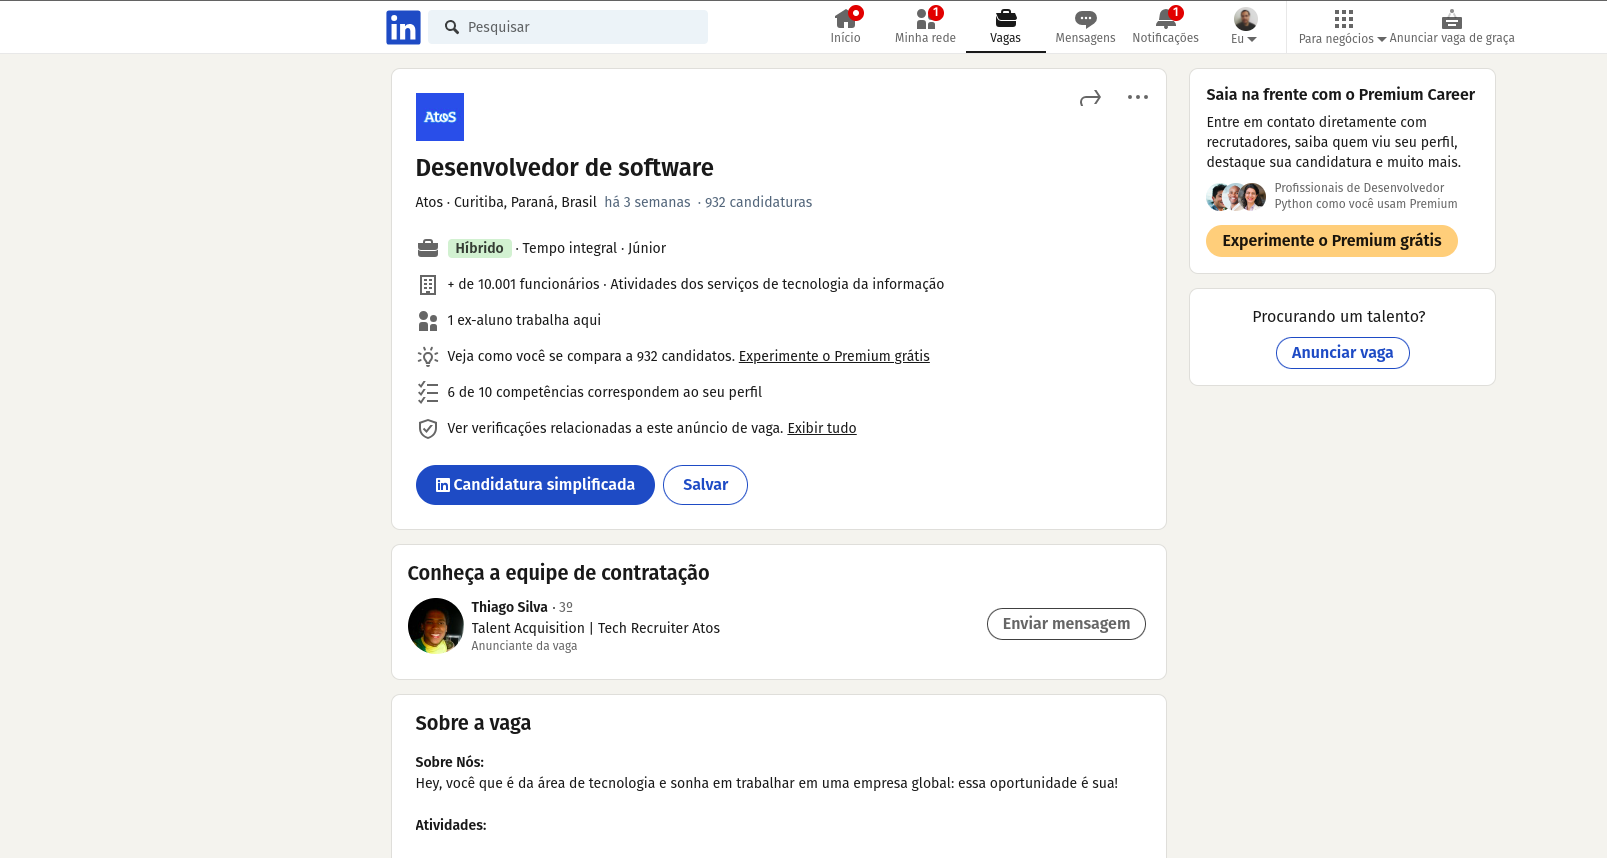 in
Pesquisar
Início
1
Minha rede
Vagas
Mensagens
1
Notificações
Eu
Para negócios
Anunciar vaga de graça
Atos
Desenvolvedor de software
Atos · Curitiba, Paraná, Brasil há 3 semanas · 932 candidaturas
Híbrido · Tempo integral · Júnior
+ de 10.001 funcionários · Atividades dos serviços de tecnologia da informação
1 ex-aluno trabalha aqui
Veja como você se compara a 932 candidatos. Experimente o Premium grátis
6 de 10 competências correspondem ao seu perfil
Ver verificações relacionadas a este anúncio de vaga. Exibir tudo
in Candidatura simplificada
Salvar
Conheça a equipe de contratação
Thiago Silva · 3º
Talent Acquisition | Tech Recruiter Atos
Anunciante da vaga
Enviar mensagem
Sobre a vaga
Sobre Nós:
Hey, você que é da área de tecnologia e sonha em trabalhar em uma empresa global: essa oportunidade é sua!
Atividades:
Saia na frente com o Premium Career
Entre em contato diretamente com
recrutadores, saiba quem viu seu perfil,
destaque sua candidatura e muito mais.
Profissionais de Desenvolvedor
Python como você usam Premium
Experimente o Premium grátis
Procurando um talento?
Anunciar vaga